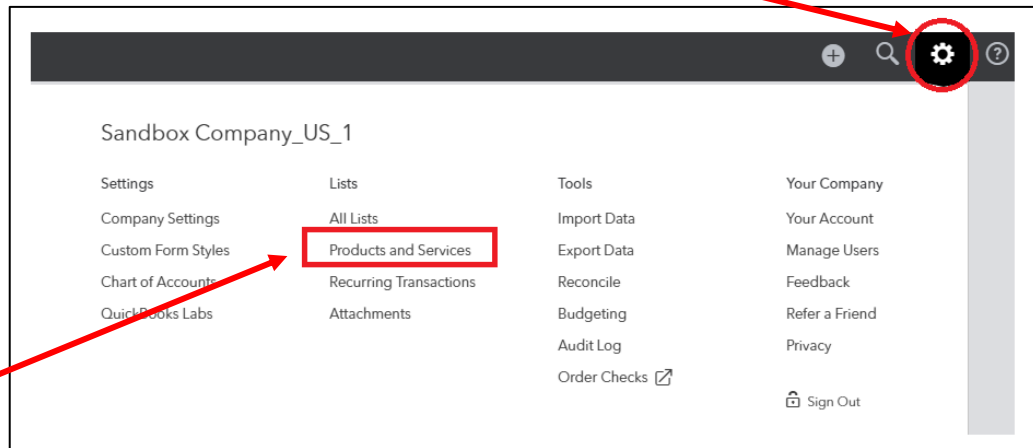 Sandbox Company_US_1
Settings Lists Tools Your Company
Company Settings All Lists Import Data Your Account
Custom Form Styles Products and Services Export Data Manage Users
Chart of Accounts Recurring Transactions Reconcile Feedback
QuickBooks Labs Attachments Budgeting Refer a Friend
Audit Log Privacy
Order Checks
Sign Out